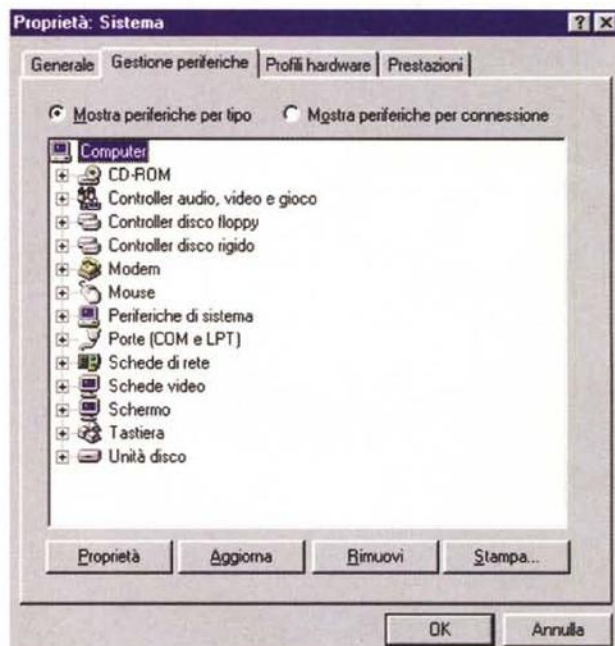 Proprietà: Sistema
Generale Gestione periferiche Profili hardware Prestazioni
Mostra periferiche per tipo Mostra periferiche per connessione
Computer
CD-ROM
Controller audio, video e gioco
Controller disco floppy
Controller disco rigido
Modem
Mouse
Periferiche di sistema
Porte (COM e LPT)
Schede di rete
Schede video
Schermo
Tastiera
Unità disco
Proprietà Aggiorna Rimuovi Stampa...
OK Annulla